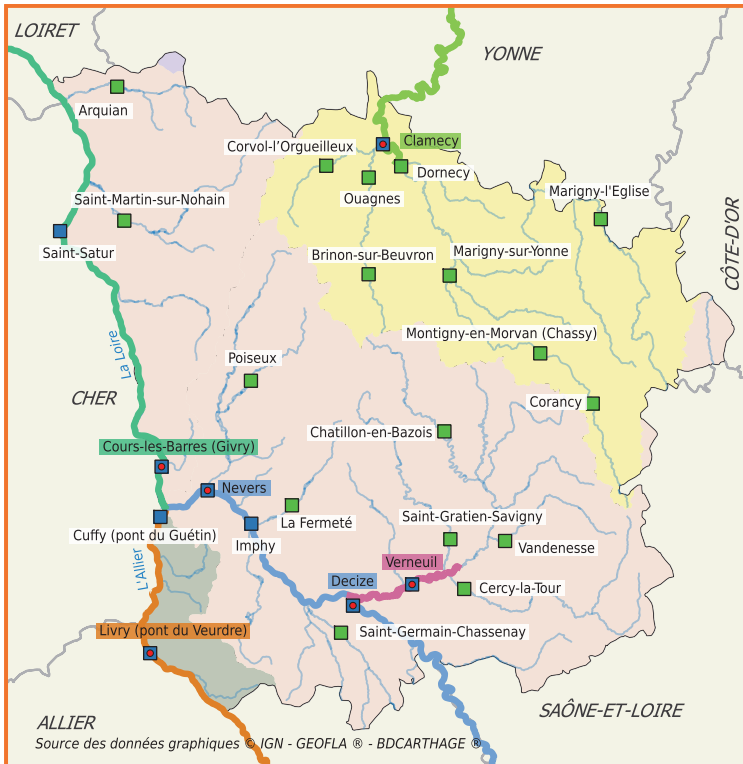 LOIRET
YONNE
Arquian
Corvol-l'Orgueilleux
Clamecy
Dornecy
Ouagnes
Marigny-l'Eglise
Saint-Martin-sur-Nohain
Saint-Satur
CÔTE-D'OR
Brinon-sur-Beuvron
Marigny-sur-Yonne
La Loire
Montigny-en-Morvan (Chassy)
Poiseux
CHER
Corancy
Chatillon-en-Bazois
Cours-les-Barres (Givry)
Nevers
La Fermeté
Saint-Gratien-Savigny
Cuffy (pont du Guétin)
Imphy
Vandenesse
L'Allier
Verneuil
Decize
Cercy-la-Tour
Livry (pont du Veurdre)
Saint-Germain-Chassenay
SAÔNE-ET-LOIRE
ALLIER
Source des données graphiques © IGN - GEOFLA ® - BDCARTHAGE ®